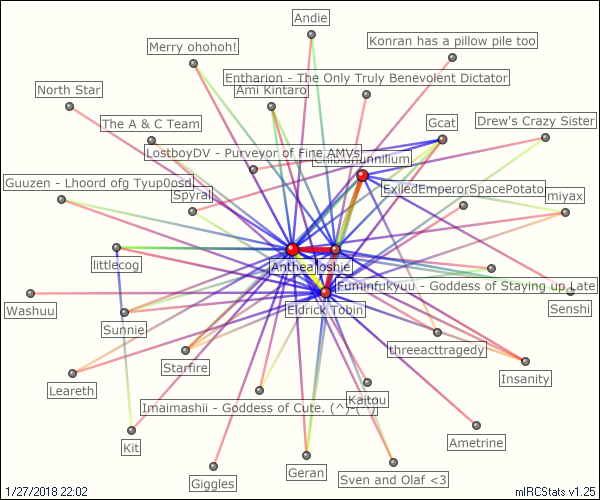 Andie
Merry ohohoh!
Konran has a pillow pile too
Entharion - The Only Truly Benevolent Dictator
North Star
Ami Kintaro
The A & C Team
Gcat
Drew's Crazy Sister
LostboyDV - Purveyor of Fine AMVs
Guuzen - Lhoord ofg Tyup0osd
Spyral
ExiledEmperorSpacePotato
miyax
littlecog
Anthea
Joshie
Fuminfukyuu - Goddess of Staying up Late
Washuu
Eldrick Tobin
Senshi
Sunnie
threeacttragedy
Starfire
Insanity
Leareth
Kaitou
Imaimashii - Goddess of Cute.
Kit
Ametrine
Giggles
Geran
Sven and Olaf <3
1/27/2018 22:02
mIRCStats v1.25